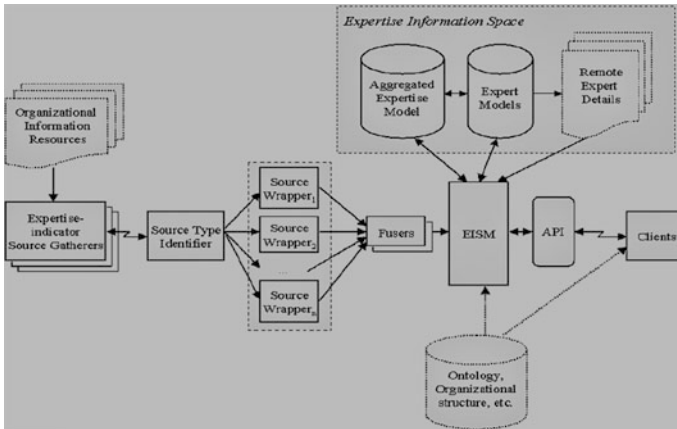 Expertise Information Space
Aggregated
Expertise
Model
Expert
Models
Remote
Expert
Details
Organizational
Information
Resources
Expertise-
indicator
Source Gatherers
Source Type
Identifier
Source
Wrapper1
Source
Wrapper2
...
Source
Wrappern
Fusers
EISM
API
Clients
Ontology,
Organizational
structure, etc.